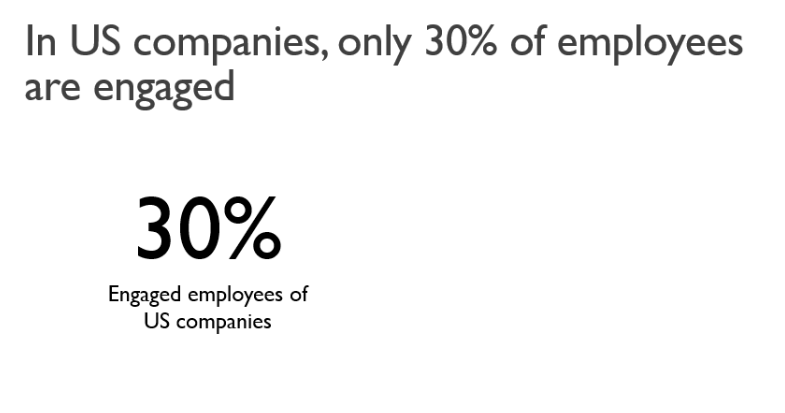 In US companies, only 30% of employees
are engaged
30%
Engaged employees of
US companies